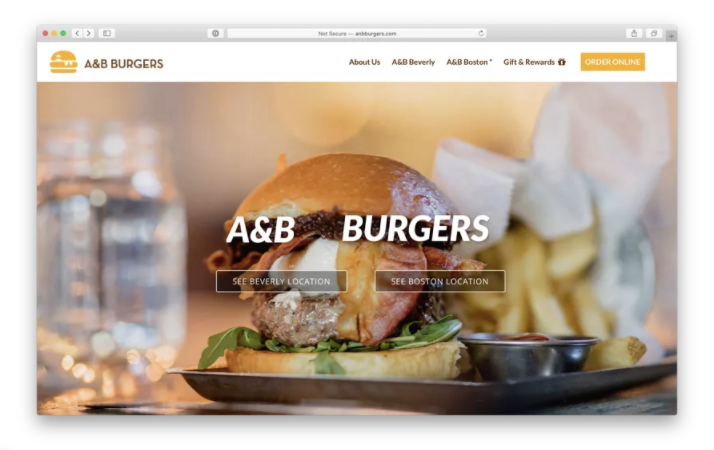 Not Secure — anbburgers.com
A&B BURGERS
About Us A&B Beverly A&B Boston * Gift & Rewards ORDER ONLINE
A&B BURGERS
SEE BEVERLY LOCATION SEE BOSTON LOCATION